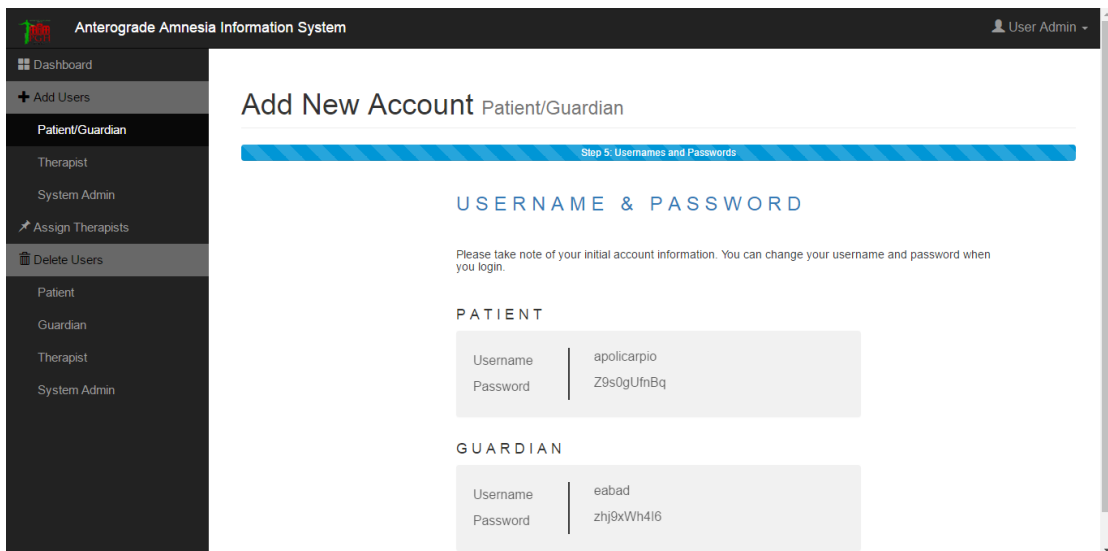 Anterograde Amnesia Information System
User Admin
Dashboard
Add Users
Patient/Guardian
Therapist
System Admin
Assign Therapists
Delete Users
Patient
Guardian
Therapist
System Admin
Add New Account Patient/Guardian
Step 5: Usernames and Passwords
USERNAME & PASSWORD
Please take note of your initial account information. You can change your username and password when
you login.
PATIENT
Username apolicarpio
Password Z9s0gUfnBq
GUARDIAN
Username eabad
Password zhj9xWh4I6